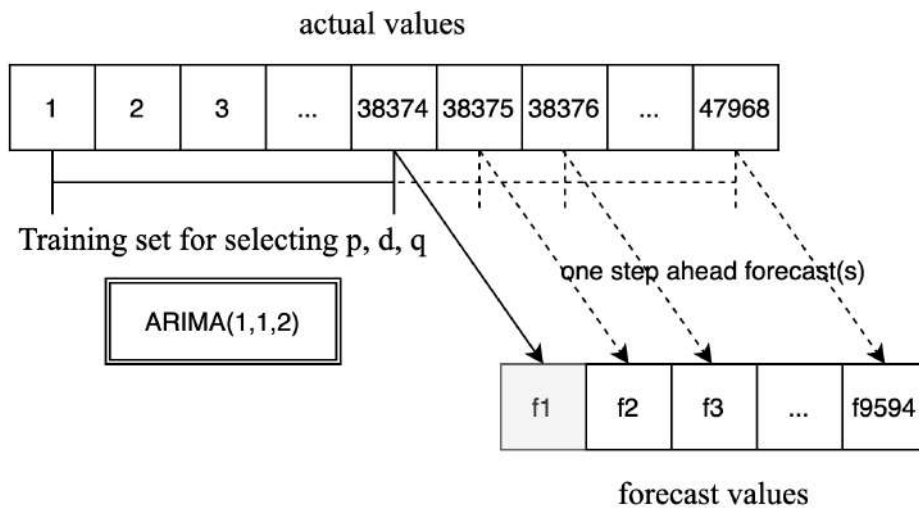 actual values
1 2 3 ... 38374 38375 38376 ... 47968
Training set for selecting p, d, q
one step ahead forecast(s)
ARIMA(1,1,2)
f1 f2 f3 ... f9594
forecast values